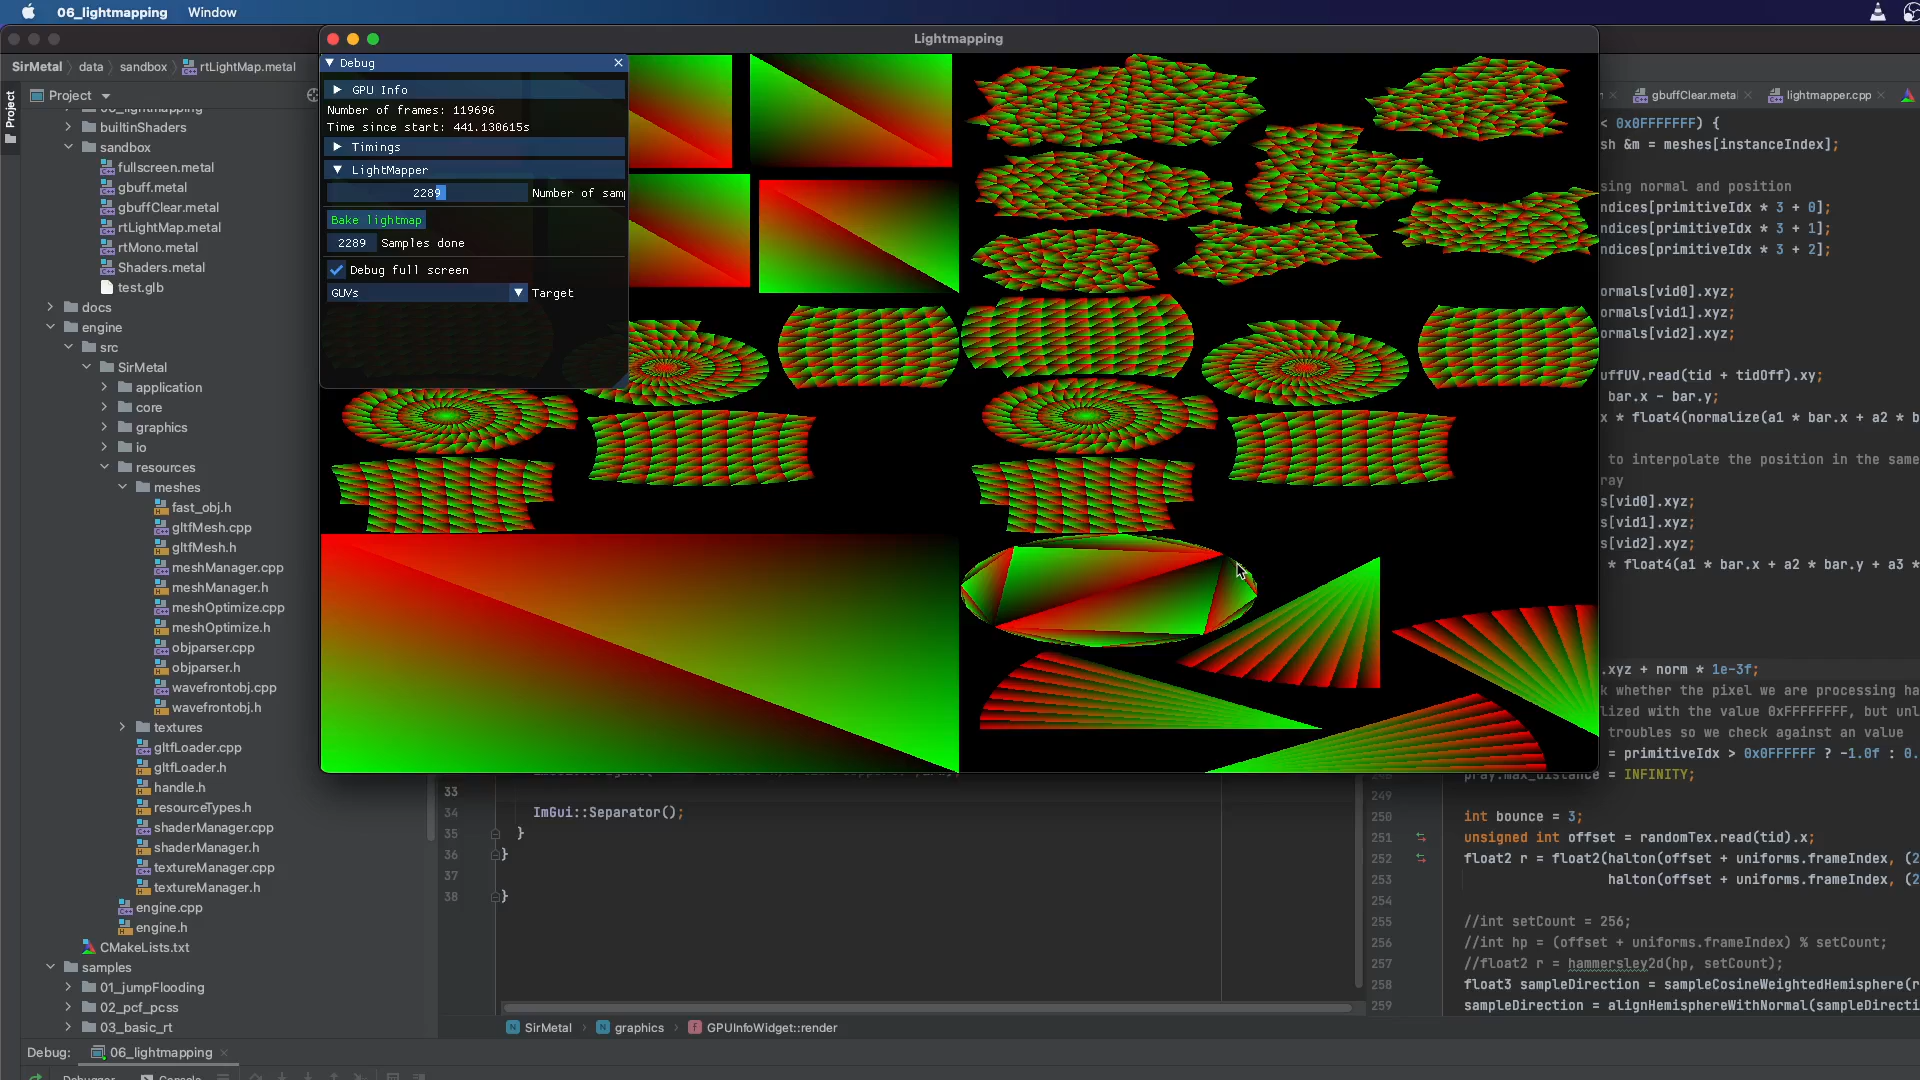 06_lightmapping Window
Lightmapping
SirMetal data sandbox rtLightMap.metal
Project
Project
builtinShaders
sandbox
fullscreen.metal
gbuff.metal
gbuffClear.metal
rtLightMap.metal
rtMono.metal
Shaders.metal
test.glb
docs
engine
src
SirMetal
application
core
graphics
io
resources
meshes
fast_obj.h
gltfMesh.cpp
gltfMesh.h
meshManager.cpp
meshManager.h
meshOptimize.cpp
meshOptimize.h
objparser.cpp
objparser.h
wavefrontobj.cpp
wavefrontobj.h
textures
gltfLoader.cpp
gltfLoader.h
handle.h
resourceTypes.h
shaderManager.cpp
shaderManager.h
textureManager.cpp
textureManager.h
engine.cpp
engine.h
CMakeLists.txt
samples
01_jumpFlooding
02_pcf_pcss
03_basic_rt
Debug
GPU Info
Number of frames: 119696
Time since start: 441.130615s
Timings
LightMapper
2289 Number of samp
Bake lightmap
2289 Samples done
Debug full screen
GUVs Target
gbuffClear.metal lightmapper.cpp
< 0x0FFFFFFF) {
sh &m = meshes[instanceIndex];
sing normal and position
ndices[primitiveIdx * 3 + 0];
ndices[primitiveIdx * 3 + 1];
ndices[primitiveIdx * 3 + 2];
ormals[vid0].xyz;
ormals[vid1].xyz;
ormals[vid2].xyz;
uffUV.read(tid + tidOff).xy;
bar.x - bar.y;
x * float4(normalize(a1 * bar.x + a2 * b
to interpolate the position in the same
ray
s[vid0].xyz;
s[vid1].xyz;
s[vid2].xyz;
* float4(a1 * bar.x + a2 * bar.y + a3 *
.xyz + norm * 1e-3f;
k whether the pixel we are processing ha
lized with the value 0xFFFFFFFF, but unl
troubles so we check against an value
= primitiveIdx > 0x0FFFFFF ? -1.0f : 0.
pray.max_distance = INFINITY;
249
250 int bounce = 3;
251 unsigned int offset = randomTex.read(tid).x;
252 float2 r = float2(halton(offset + uniforms.frameIndex, (2
253 halton(offset + uniforms.frameIndex, (2
254
255 //int setCount = 256;
256 //int hp = (offset + uniforms.frameIndex) % setCount;
257 //float2 r = hammersley2d(hp, setCount);
258 float3 sampleDirection = sampleCosineWeightedHemisphere(r
259 sampleDirection = alignHemisphereWithNormal(sampleDirecti
33
34 ImGui::Separator();
35 }
36 }
37
38 }
SirMetal graphics GPUInfoWidget::render
Debug: 06_lightmapping
Debugger Console